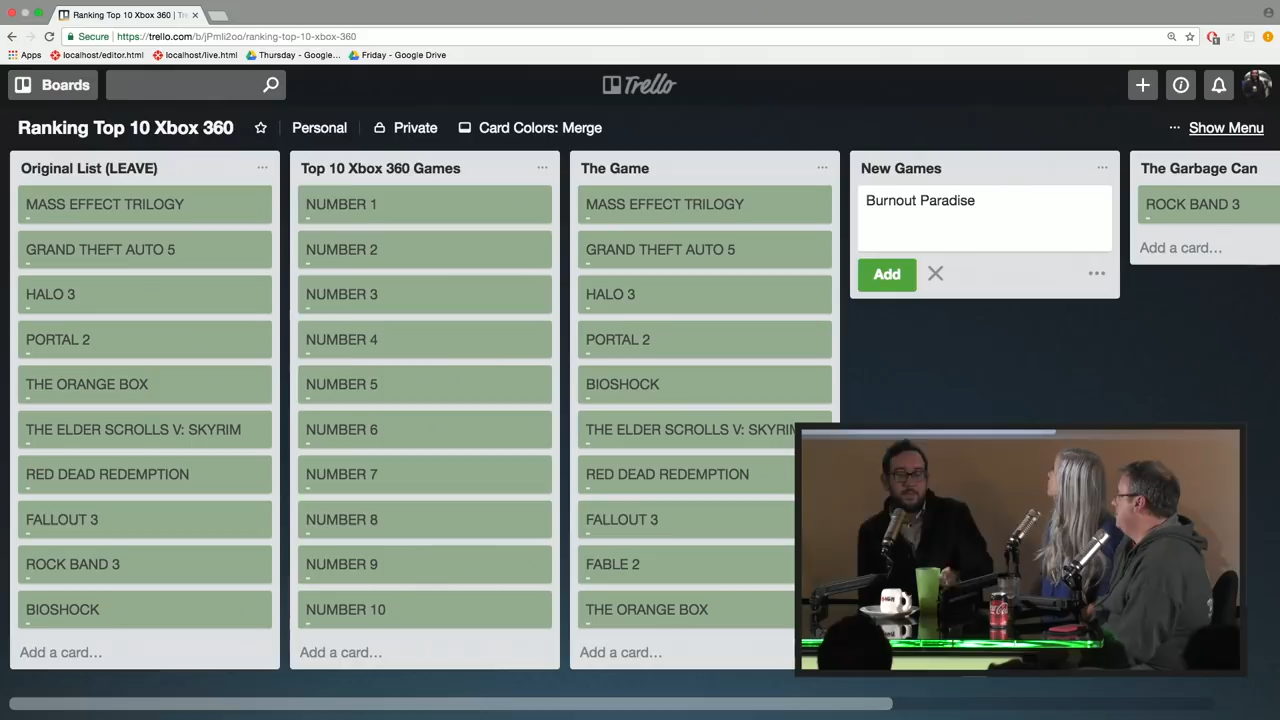 Ranking Top 10 Xbox 360 | Tre
Secure
https://trello.com/b/jPmli2oo/ranking-top-10-xbox-360
Apps
localhost/editor.html
localhost/live.html
Thursday - Google...
Friday - Google Drive
Boards
Trello
Ranking Top 10 Xbox 360
Personal
Private
Card Colors: Merge
... Show Menu
Original List (LEAVE)
MASS EFFECT TRILOGY
GRAND THEFT AUTO 5
HALO 3
PORTAL 2
THE ORANGE BOX
THE ELDER SCROLLS V: SKYRIM
RED DEAD REDEMPTION
FALLOUT 3
ROCK BAND 3
BIOSHOCK
Add a card...
Top 10 Xbox 360 Games
NUMBER 1
NUMBER 2
NUMBER 3
NUMBER 4
NUMBER 5
NUMBER 6
NUMBER 7
NUMBER 8
NUMBER 9
NUMBER 10
Add a card...
The Game
MASS EFFECT TRILOGY
GRAND THEFT AUTO 5
HALO 3
PORTAL 2
BIOSHOCK
THE ELDER SCROLLS V: SKYRIM
RED DEAD REDEMPTION
FALLOUT 3
FABLE 2
THE ORANGE BOX
Add a card...
New Games
Burnout Paradise
Add
The Garbage Can
ROCK BAND 3
Add a card...